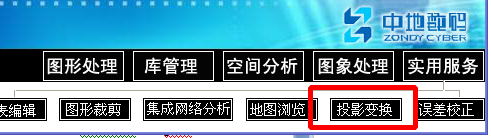 中地数码
ZONDY CYBER
图形处理 库管理 空间分析 图象处理 实用服务
表编辑 图形裁剪 集成网络分析 地图浏览 投影变换 误差校正